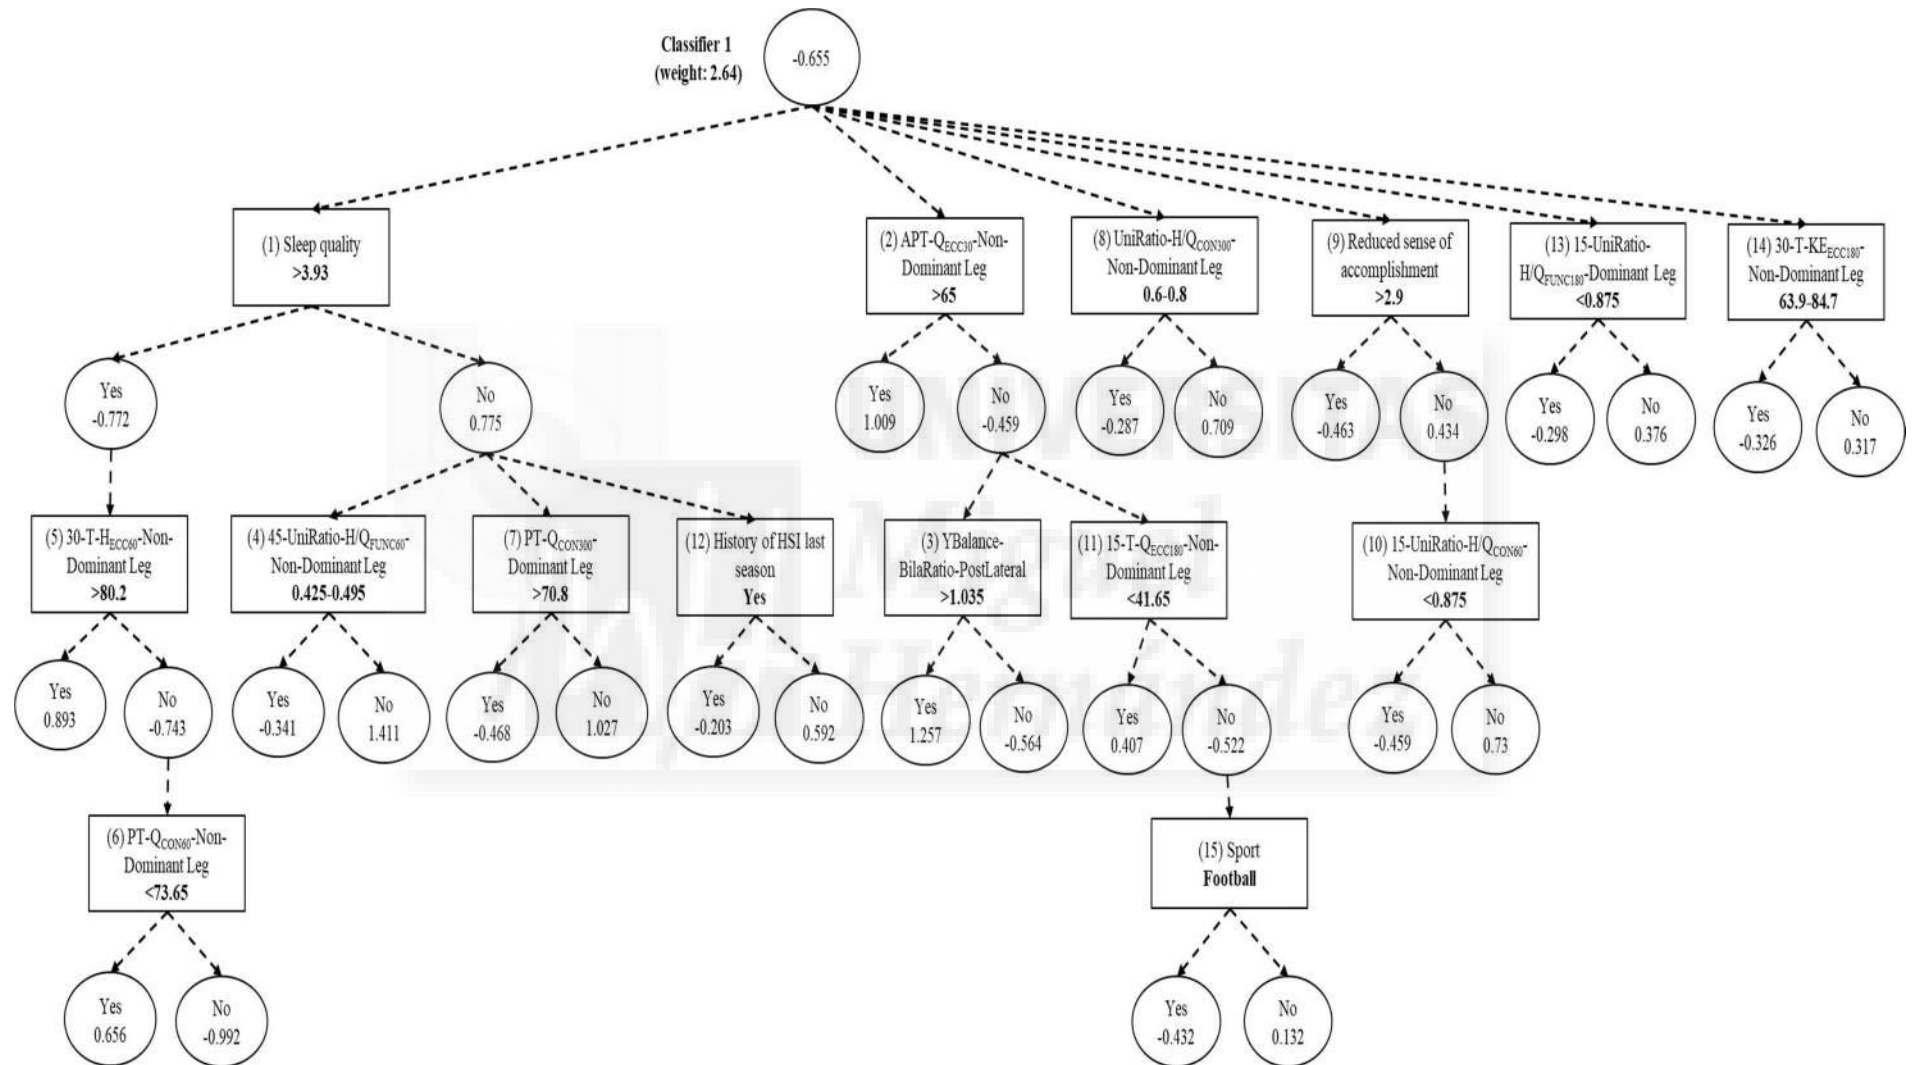 Classifier 1
(weight: 2.64)
-0.655
(1) Sleep quality
>3.93
(2) APT-QECC30-Non-
Dominant Leg
>65
(8) UniRatio-H/QCON300-
Non-Dominant Leg
0.6-0.8
(9) Reduced sense of
accomplishment
>2.9
(13) 15-UniRatio-
H/QFUNC180-Dominant Leg
<0.875
(14) 30-T-KEECC180-
Non-Dominant Leg
63.9-84.7
Yes
-0.772
No
0.775
Yes
1.009
No
-0.459
Yes
-0.287
No
0.709
Yes
-0.463
No
0.434
Yes
-0.298
No
0.376
Yes
-0.326
No
0.317
(5) 30-T-HECC60-Non-
Dominant Leg
>80.2
(4) 45-UniRatio-H/QFUNC60-
Non-Dominant Leg
0.425-0.495
(7) PT-QCON300-
Dominant Leg
>70.8
(12) History of HSI last
season
Yes
(3) YBalance-
BilaRatio-PostLateral
>1.035
(11) 15-T-QECC180-Non-
Dominant Leg
<41.65
(10) 15-UniRatio-H/QCON60-
Non-Dominant Leg
<0.875
Yes
0.893
No
-0.743
Yes
-0.341
No
1.411
Yes
-0.468
No
1.027
Yes
-0.203
No
0.592
Yes
1.257
No
-0.564
Yes
0.407
No
-0.522
Yes
-0.459
No
0.73
(6) PT-QCON60-Non-
Dominant Leg
<73.65
(15) Sport
Football
Yes
0.656
No
-0.992
Yes
-0.432
No
0.132
UNIVERSITAS
Miguel
Hernández